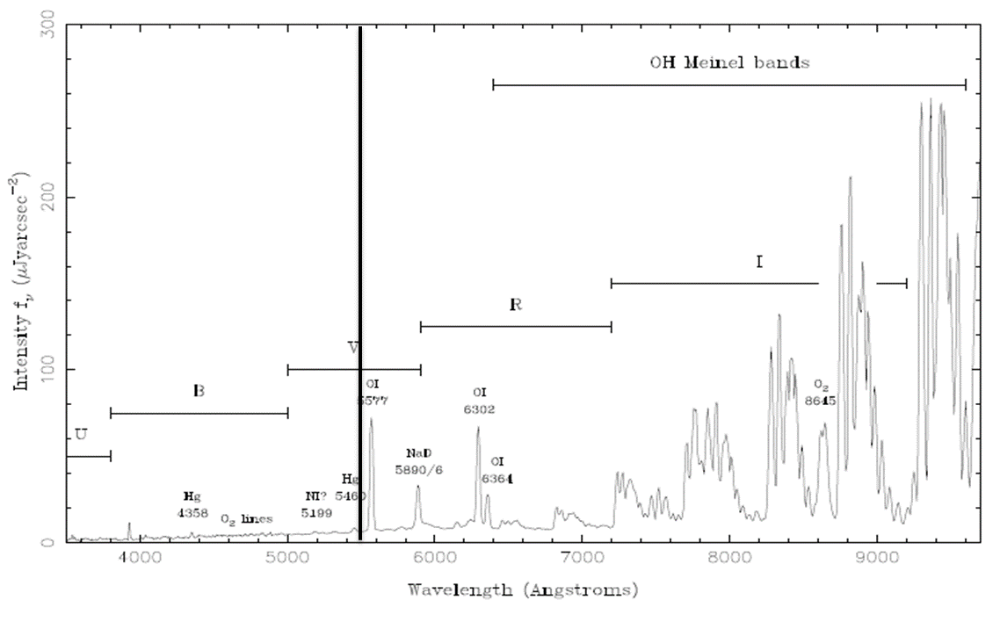 300
200
100
0
Intensity fν (μJyarcsec−2)
OH Meinel bands
I
R
V
B
U
OI
5577
OI
6302
O2
8645
NaD
5890/6
OI
6364
Hg
5460
NI?
5199
Hg
4358
O2 lines
4000 5000 6000 7000 8000 9000
Wavelength (Angstroms)